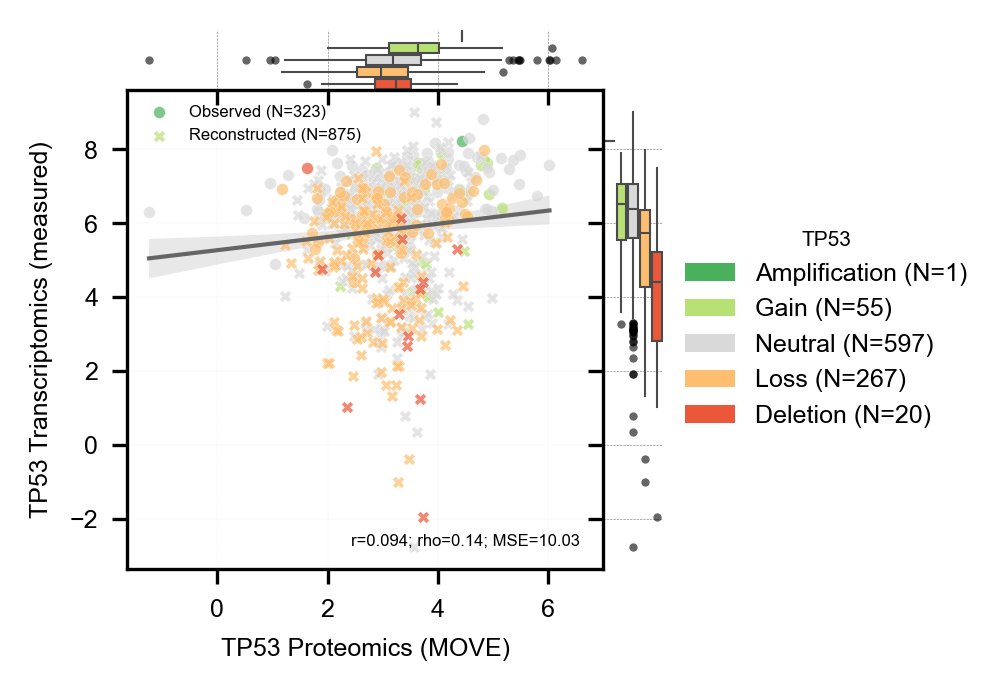 Observed (N=323)
Reconstructed (N=875)
8
6
4
2
0
−2
TP53 Transcriptomics (measured)
r=0.094; rho=0.14; MSE=10.03
0 2 4 6
TP53 Proteomics (MOVE)
TP53
Amplification (N=1)
Gain (N=55)
Neutral (N=597)
Loss (N=267)
Deletion (N=20)